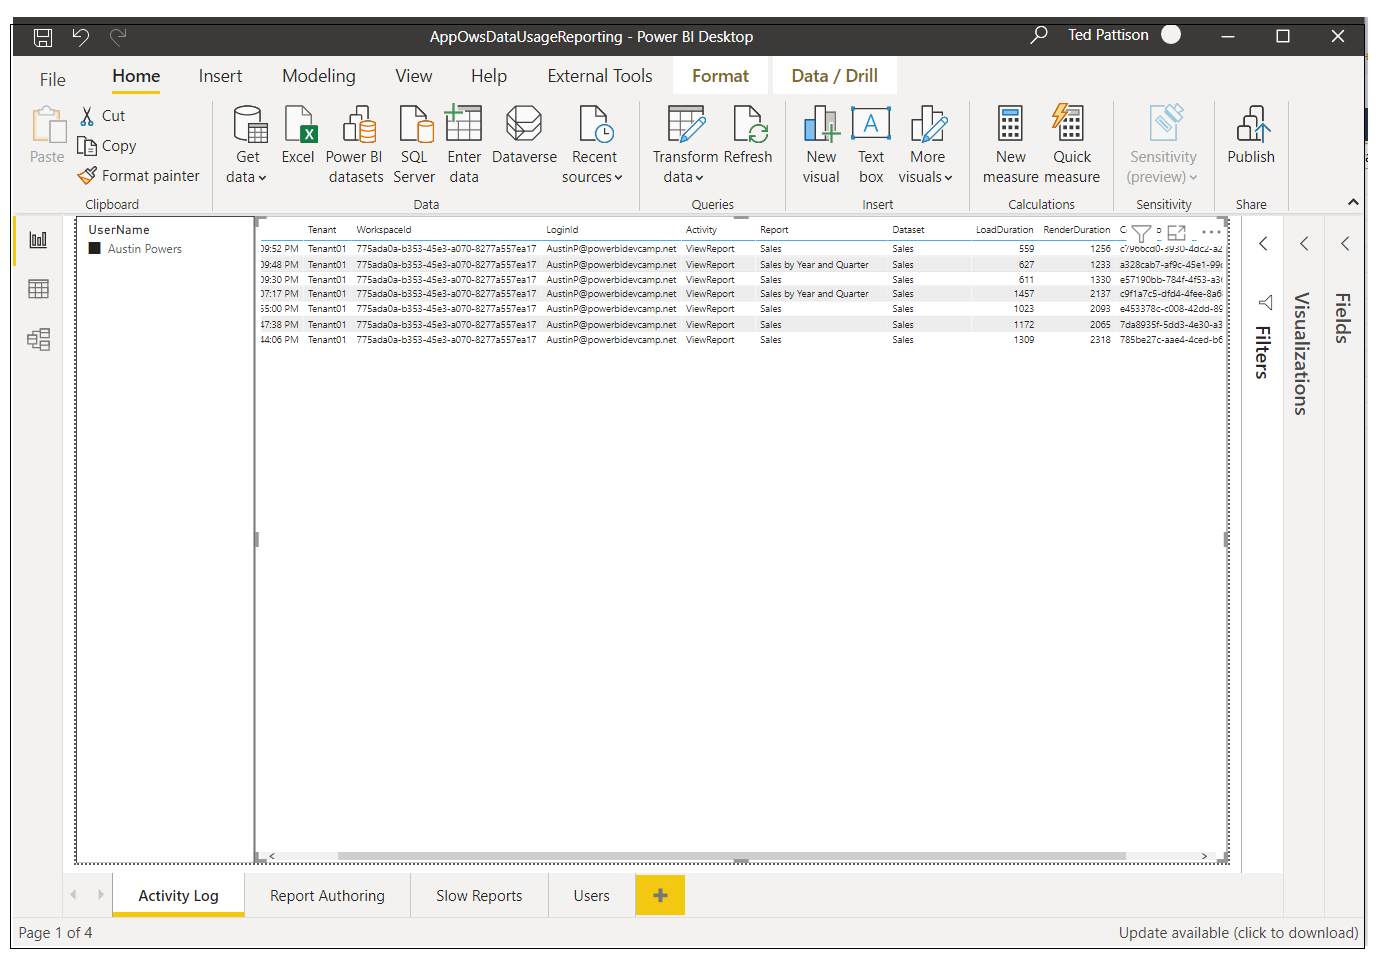 AppOwsDataUsageReporting - Power BI Desktop
Ted Pattison
File
Home
Insert
Modeling
View
Help
External Tools
Format
Data / Drill
Paste
Cut
Copy
Format painter
Clipboard
Get
data
Excel
Power BI
datasets
SQL
Server
Enter
data
Dataverse
Recent
sources
Data
Transform
data
Refresh
Queries
New
visual
Text
box
More
visuals
Insert
New
measure
Quick
measure
Calculations
Sensitivity
(preview)
Sensitivity
Publish
Share
UserName
Austin Powers
Tenant WorkspaceId LoginId Activity Report Dataset LoadDuration RenderDuration
09:52 PM Tenant01 775ada0a-b353-45e3-a070-8277a557ea17 AustinP@powerbidevcamp.net ViewReport Sales Sales 559 1256 c7966cd0-3930-4dc2-a2
09:48 PM Tenant01 775ada0a-b353-45e3-a070-8277a557ea17 AustinP@powerbidevcamp.net ViewReport Sales by Year and Quarter Sales 627 1233 a328cab7-af9c-45e1-99
09:30 PM Tenant01 775ada0a-b353-45e3-a070-8277a557ea17 AustinP@powerbidevcamp.net ViewReport Sales Sales 611 1330 e57190bb-784f-4f53-a3
07:17 PM Tenant01 775ada0a-b353-45e3-a070-8277a557ea17 AustinP@powerbidevcamp.net ViewReport Sales by Year and Quarter Sales 1457 2137 c9f1a7c5-dfd4-4fee-8a6
55:00 PM Tenant01 775ada0a-b353-45e3-a070-8277a557ea17 AustinP@powerbidevcamp.net ViewReport Sales Sales 1023 2093 e453378c-c008-42dd-89
47:38 PM Tenant01 775ada0a-b353-45e3-a070-8277a557ea17 AustinP@powerbidevcamp.net ViewReport Sales Sales 1172 2065 7da8935f-5dd3-4e30-a3
44:06 PM Tenant01 775ada0a-b353-45e3-a070-8277a557ea17 AustinP@powerbidevcamp.net ViewReport Sales Sales 1309 2318 785be27c-aae4-4ced-b6
Filters
Visualizations
Fields
Activity Log
Report Authoring
Slow Reports
Users
Page 1 of 4
Update available (click to download)